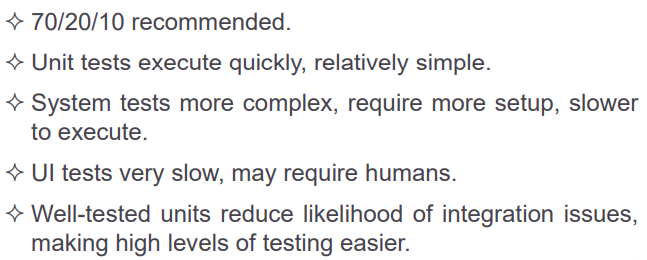 ✧ 70/20/10 recommended.
✧ Unit tests execute quickly, relatively simple.
✧ System tests more complex, require more setup, slower
to execute.
✧ UI tests very slow, may require humans.
✧ Well-tested units reduce likelihood of integration issues,
making high levels of testing easier.